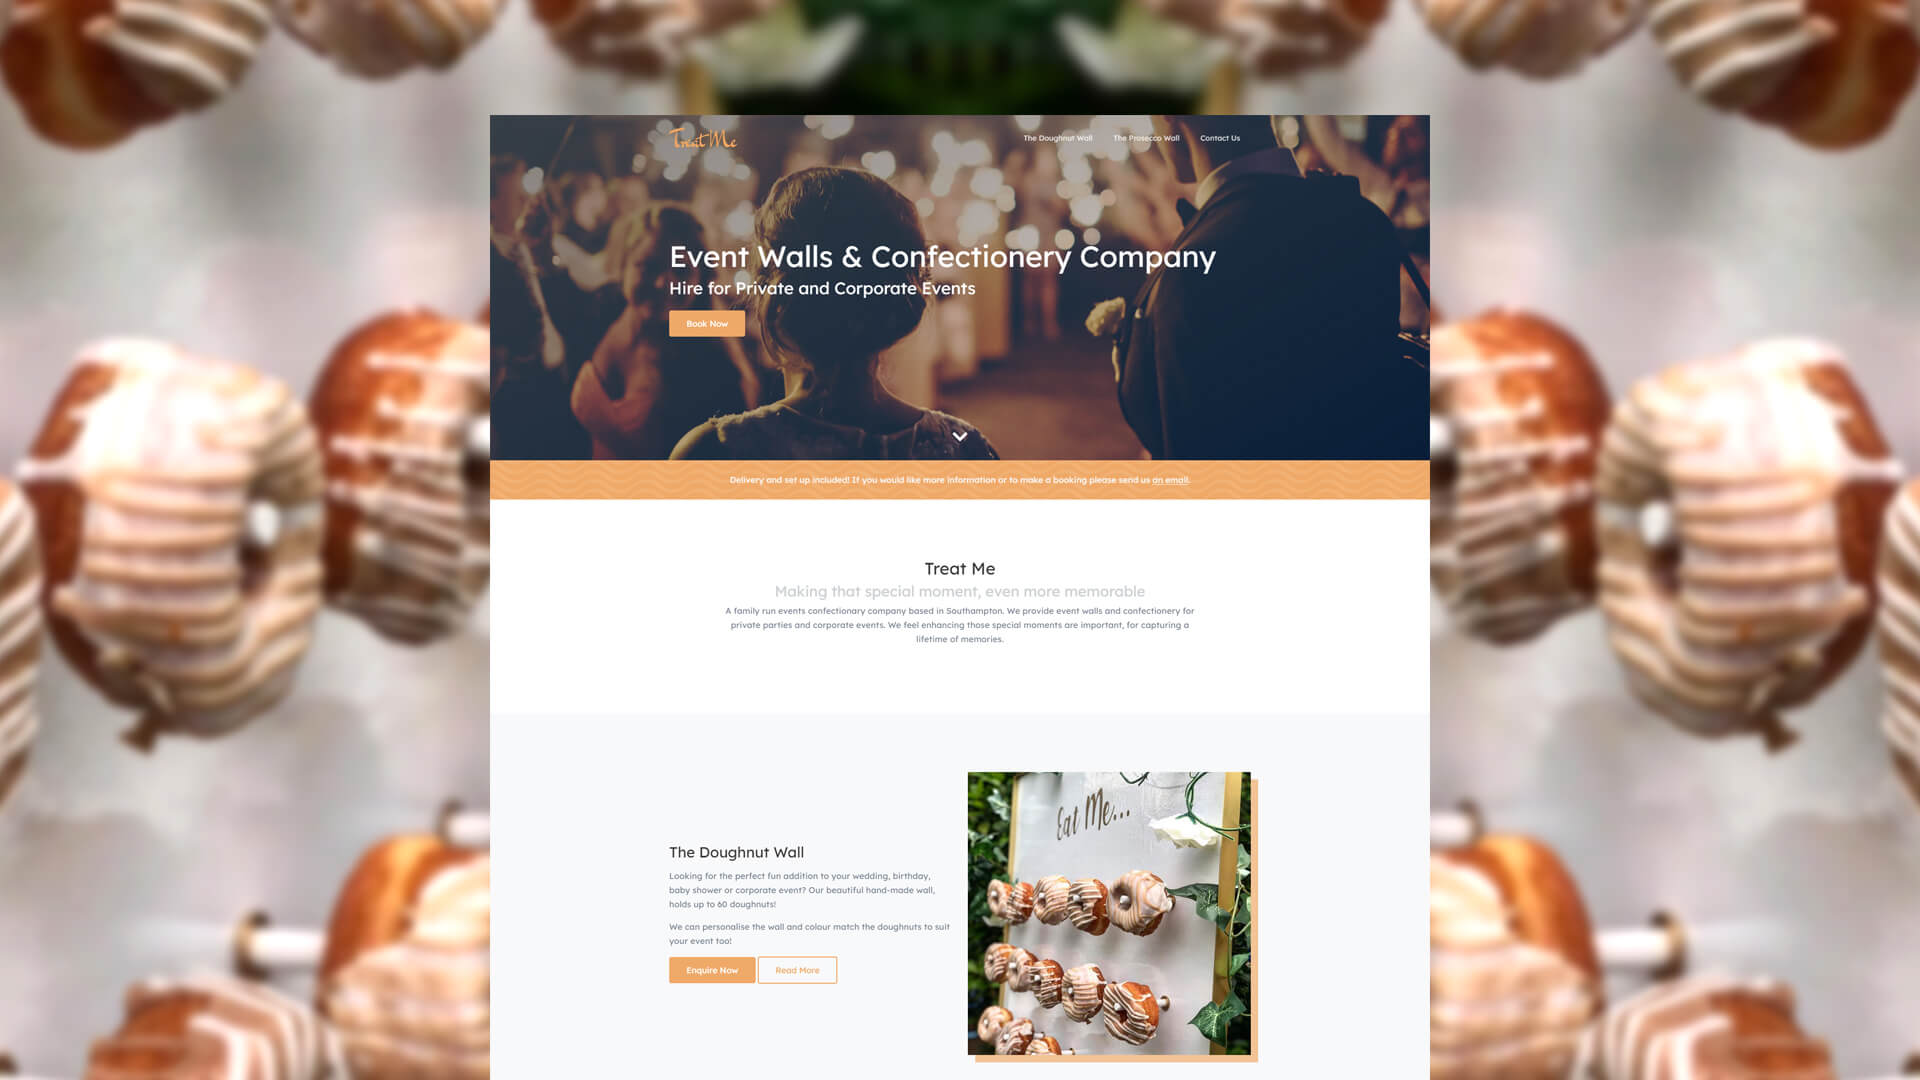 Treat Me
The Doughnut Wall
The Prosecco Wall
Contact Us
Event Walls & Confectionery Company
Hire for Private and Corporate Events
Book Now
Delivery and set up included! If you would like more information or to make a booking please send us an email.
Treat Me
Making that special moment, even more memorable
A family run events confectionary company based in Southampton. We provide event walls and confectionery for
private parties and corporate events. We feel enhancing those special moments are important, for capturing a
lifetime of memories.
The Doughnut Wall
Looking for the perfect fun addition to your wedding, birthday,
baby shower or corporate event? Our beautiful hand-made wall,
holds up to 60 doughnuts!
We can personalise the wall and colour match the doughnuts to suit
your event too!
Enquire Now
Read More
Eat Me...